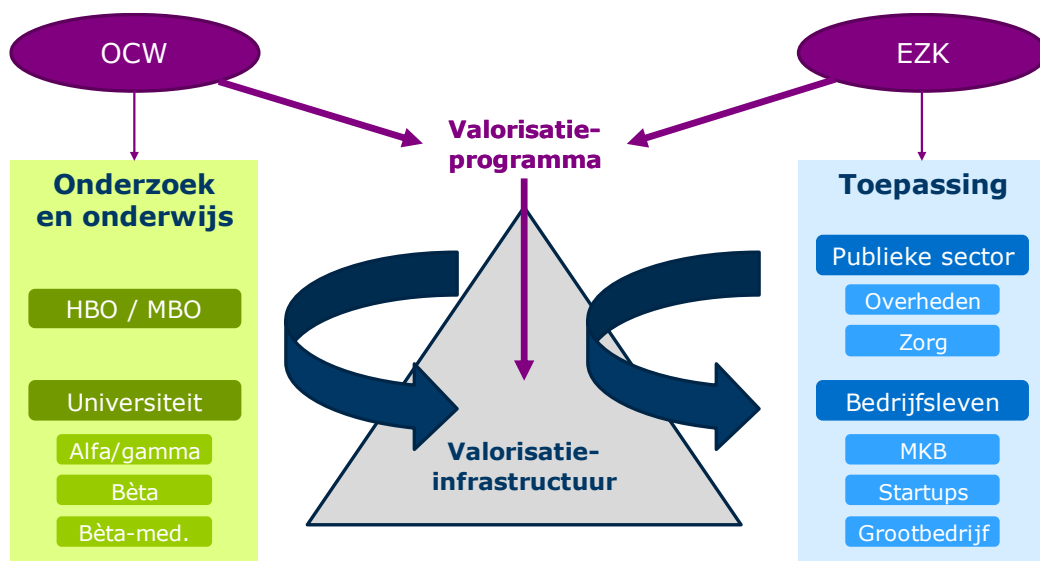 OCW
EZK
Valorisatie-
programma
Onderzoek
en onderwijs
HBO / MBO
Universiteit
Alfa/gamma
Bèta
Bèta-med.
Valorisatie-
infrastructuur
Toepassing
Publieke sector
Overheden
Zorg
Bedrijfsleven
MKB
Startups
Grootbedrijf